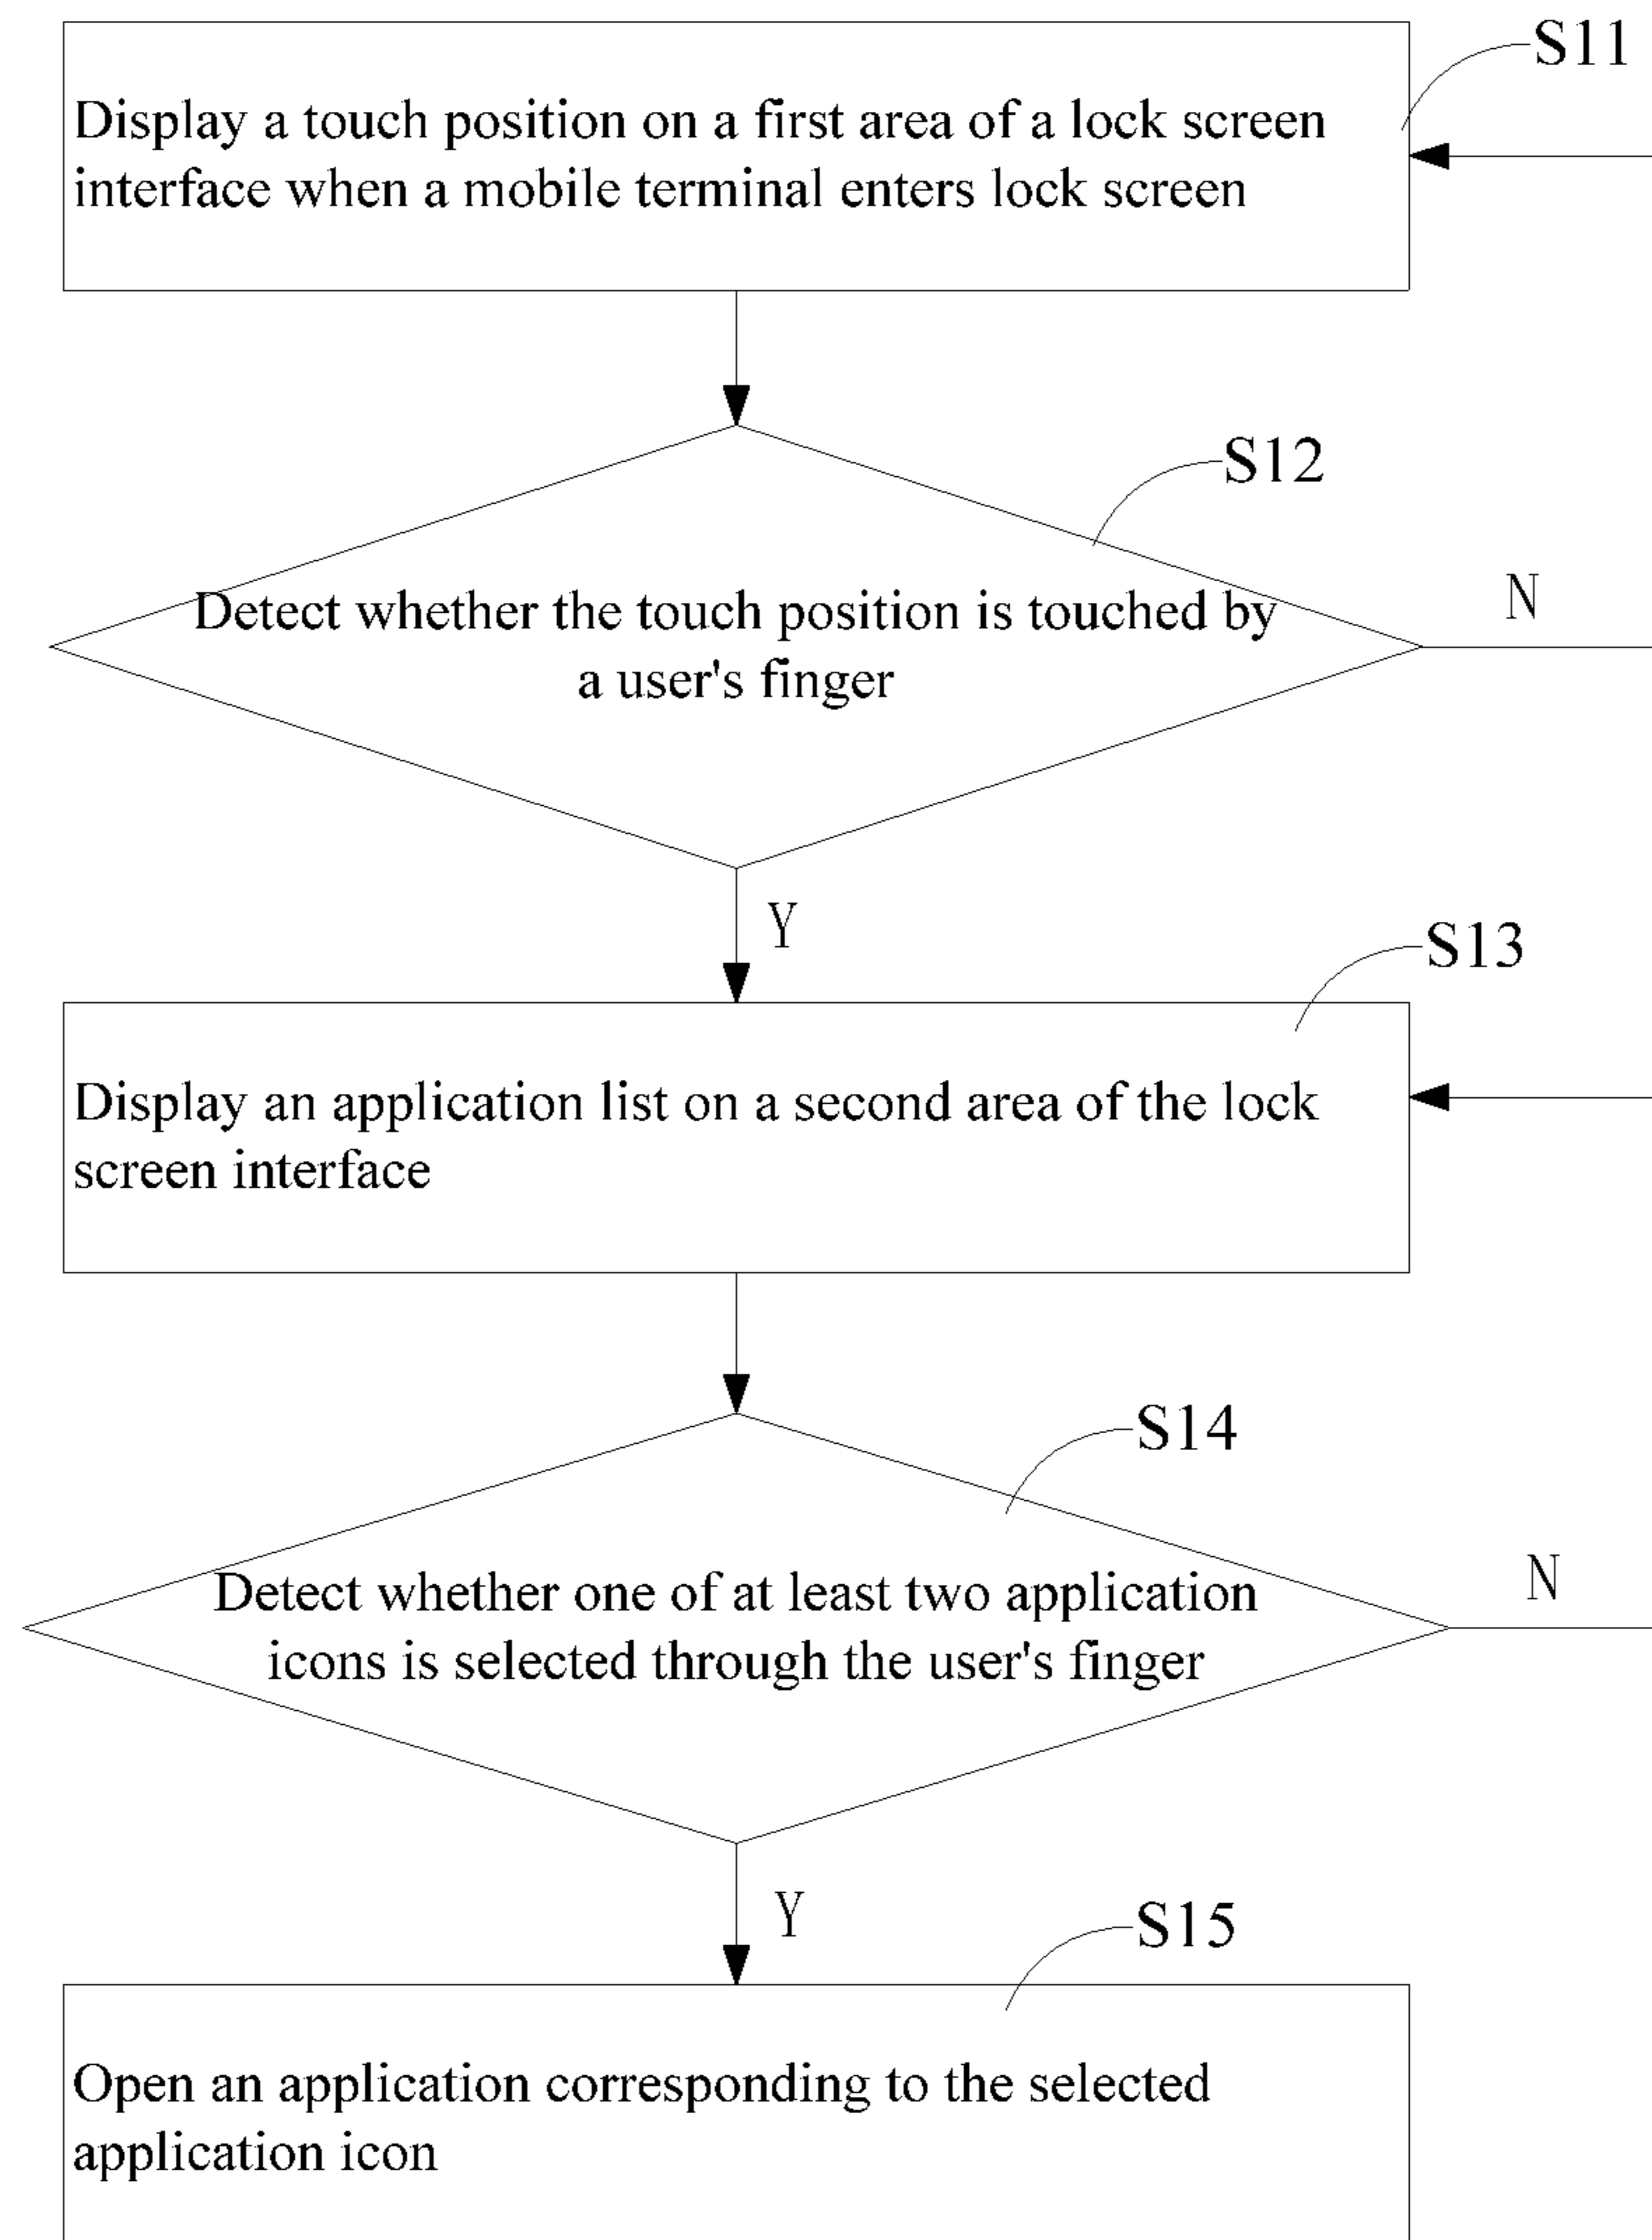 S11
Display a touch position on a first area of a lock screen
interface when a mobile terminal enters lock screen
S12
Detect whether the touch position is touched by
a user's finger
N
Y
S13
Display an application list on a second area of the lock
screen interface
S14
Detect whether one of at least two application
icons is selected through the user's finger
N
Y
S15
Open an application corresponding to the selected
application icon